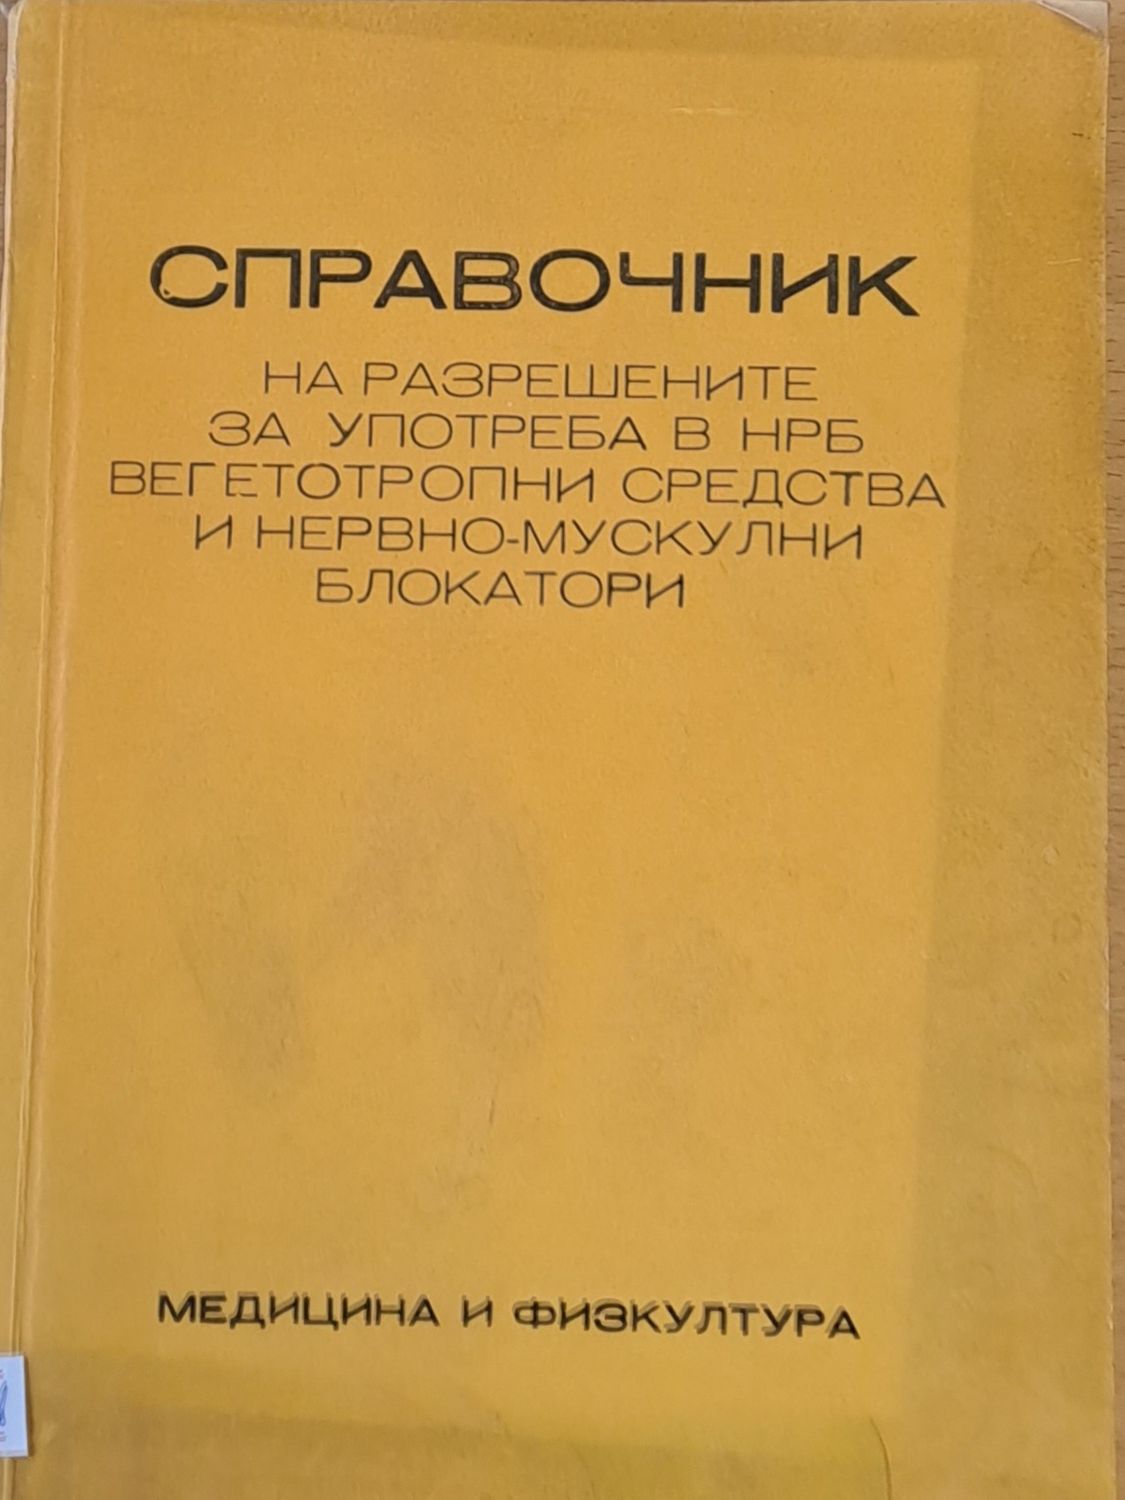 СПРАВОЧНИК
НА РАЗРЕШЕНИТЕ
ЗА УПОТРЕБА В НРБ
ВЕГЕТОТРОПНИ СРЕДСТВА
И НЕРВНО-МУСКУЛНИ
БЛОКАТОРИ
МЕДИЦИНА И ФИЗКУЛТУРА